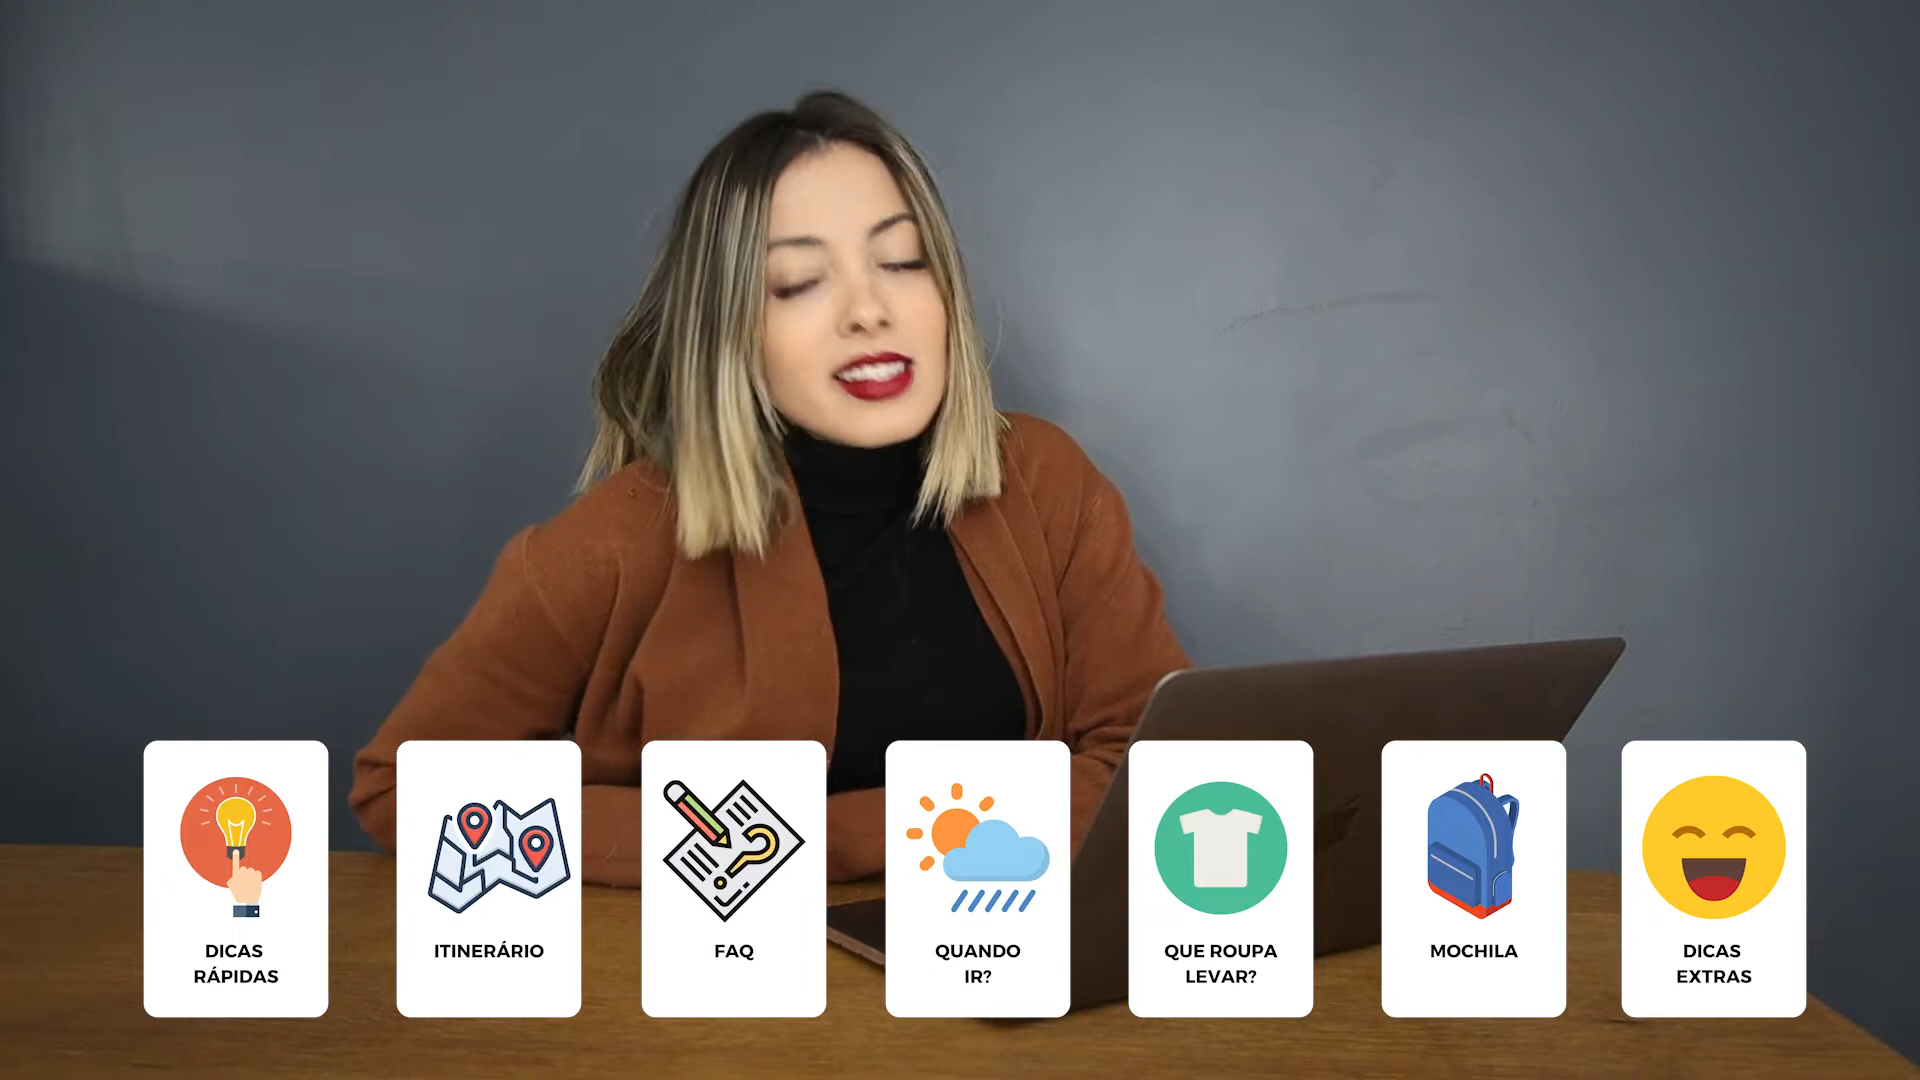 DICAS
RÁPIDAS
ITINERÁRIO
FAQ
QUANDO
IR?
QUE ROUPA
LEVAR?
MOCHILA
DICAS
EXTRAS